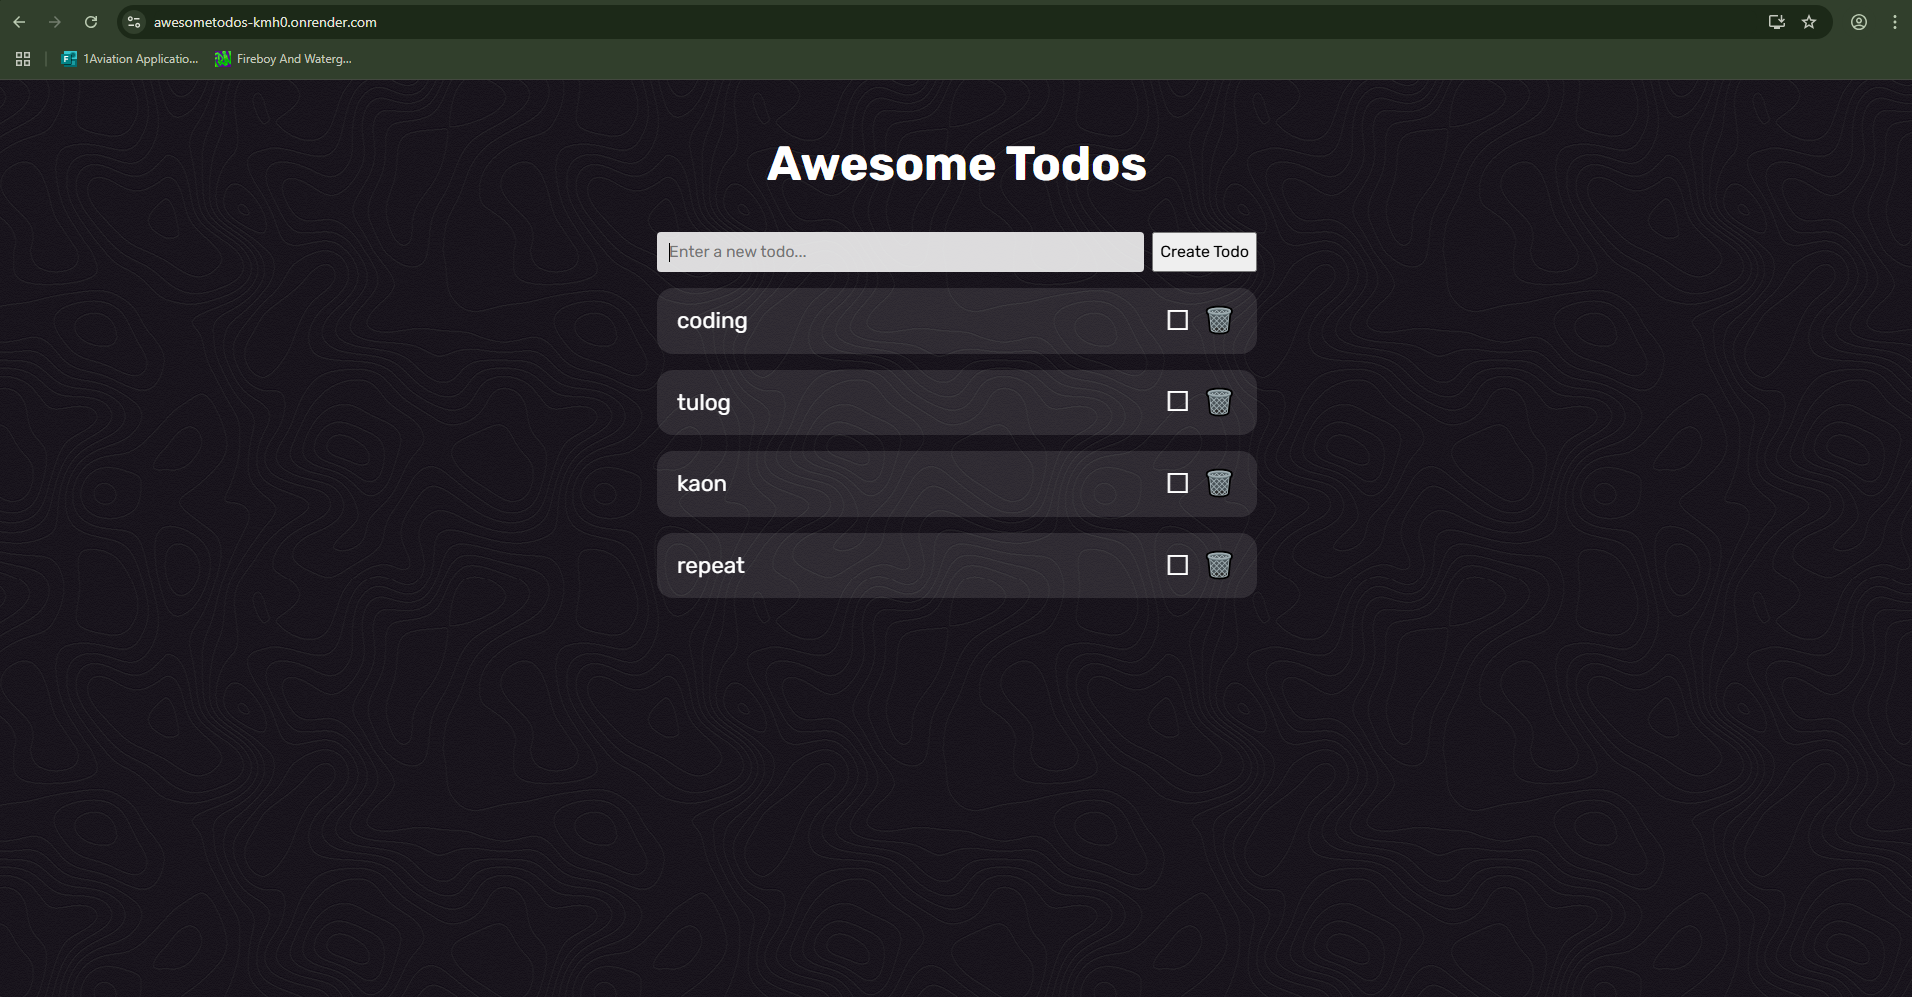 awesometodos-kmh0.onrender.com
1Aviation Applicatio...
Fireboy And Waterg...
Awesome Todos
Enter a new todo...
Create Todo
coding
tulog
kaon
repeat